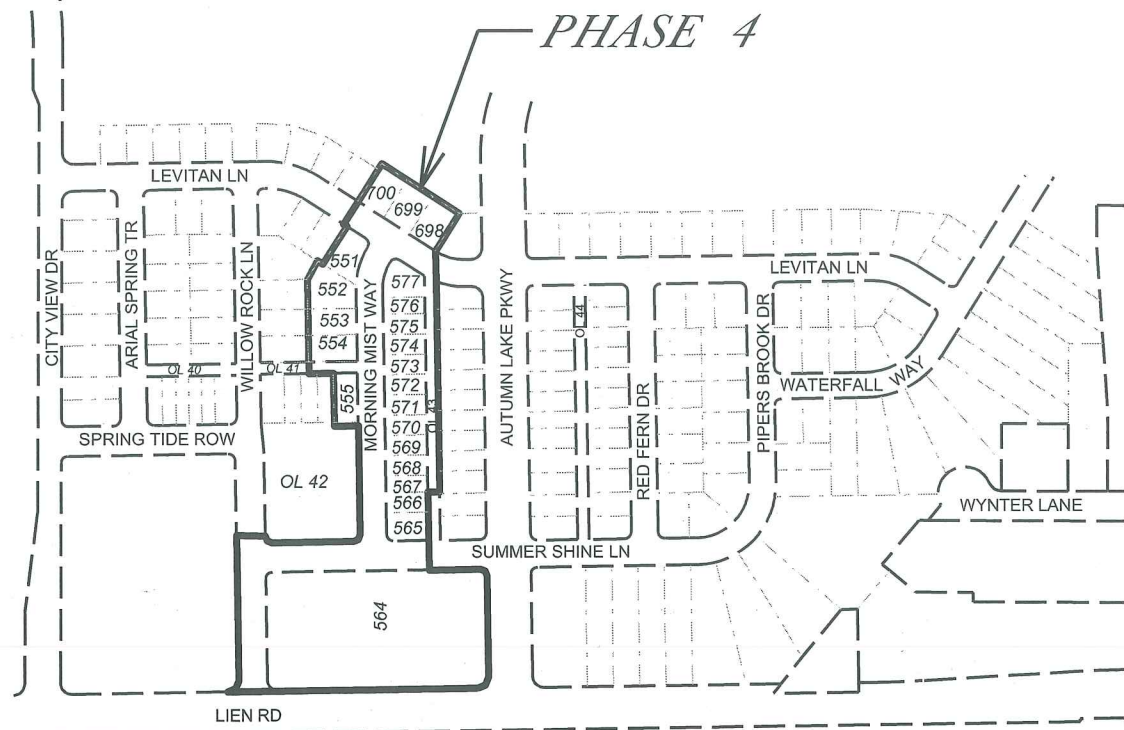 PHASE 4
LEVITAN LN
700
699
698
CITY VIEW DR
ARIAL SPRING TR
WILLOW ROCK LN
551
552
553
554
555
MORNING MIST WAY
577
576
575
574
573
572
571
570
569
568
567
566
565
OL 43
AUTUMN LAKE PKWY
OL 44
RED FERN DR
PIPERS BROOK DR
LEVITAN LN
WATERFALL WAY
OL 40
OL 41
SPRING TIDE ROW
OL 42
SUMMER SHINE LN
WYNTER LANE
564
LIEN RD